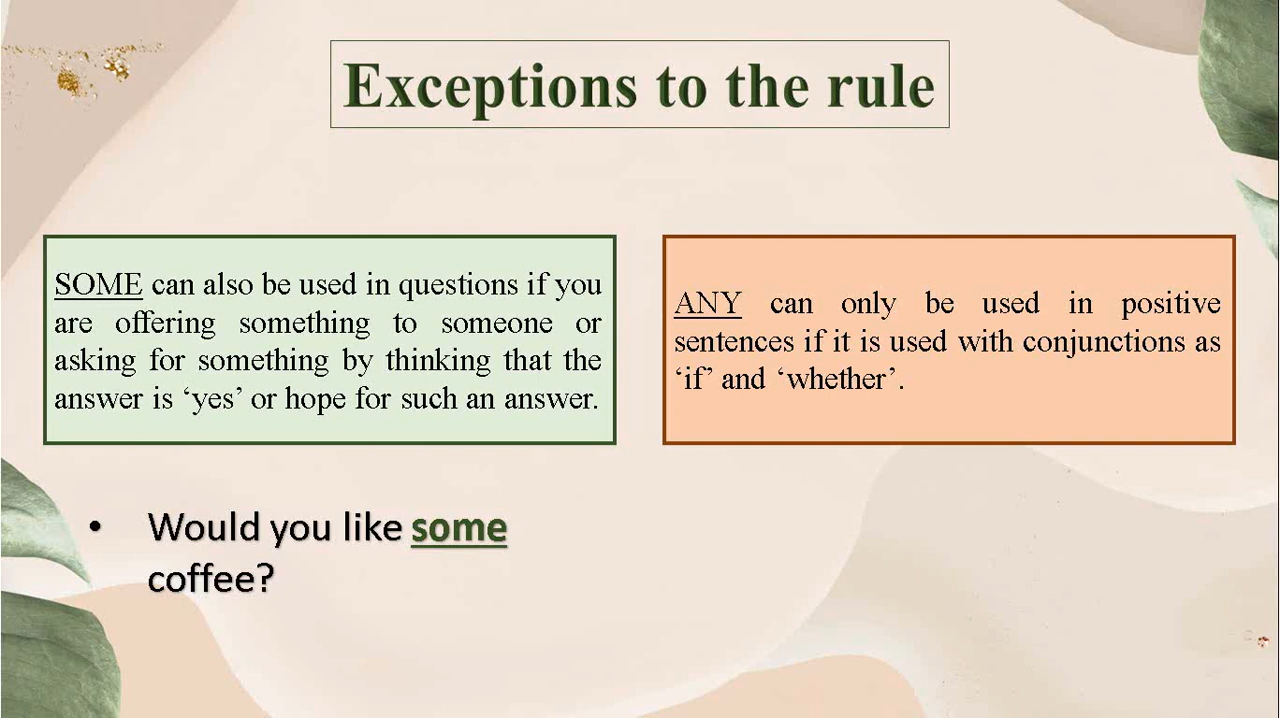 Exceptions to the rule
SOME can also be used in questions if you
are offering something to someone or
asking for something by thinking that the
answer is ‘yes’ or hope for such an answer.
ANY can only be used in positive
sentences if it is used with conjunctions as
‘if’ and ‘whether’.
• Would you like some
coffee?